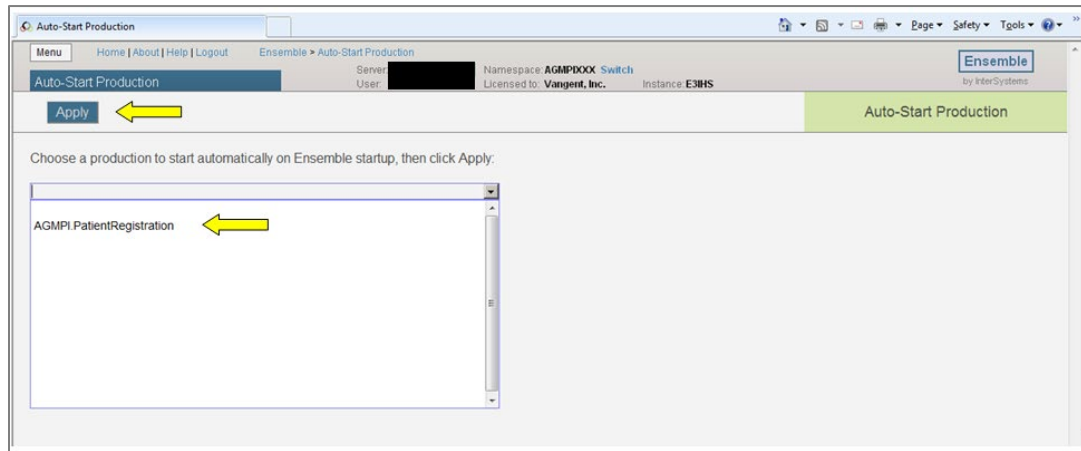 Auto-Start Production
Page Safety Tools
Menu Home | About | Help | Logout Ensemble > Auto-Start Production
Server: Namespace: AGMPIXXX Switch
Ensemble
Auto-Start Production User: Licensed to: Vangent, Inc. Instance: E3IHS by InterSystems
Apply Auto-Start Production
Choose a production to start automatically on Ensemble startup, then click Apply:
AGMPI.PatientRegistration